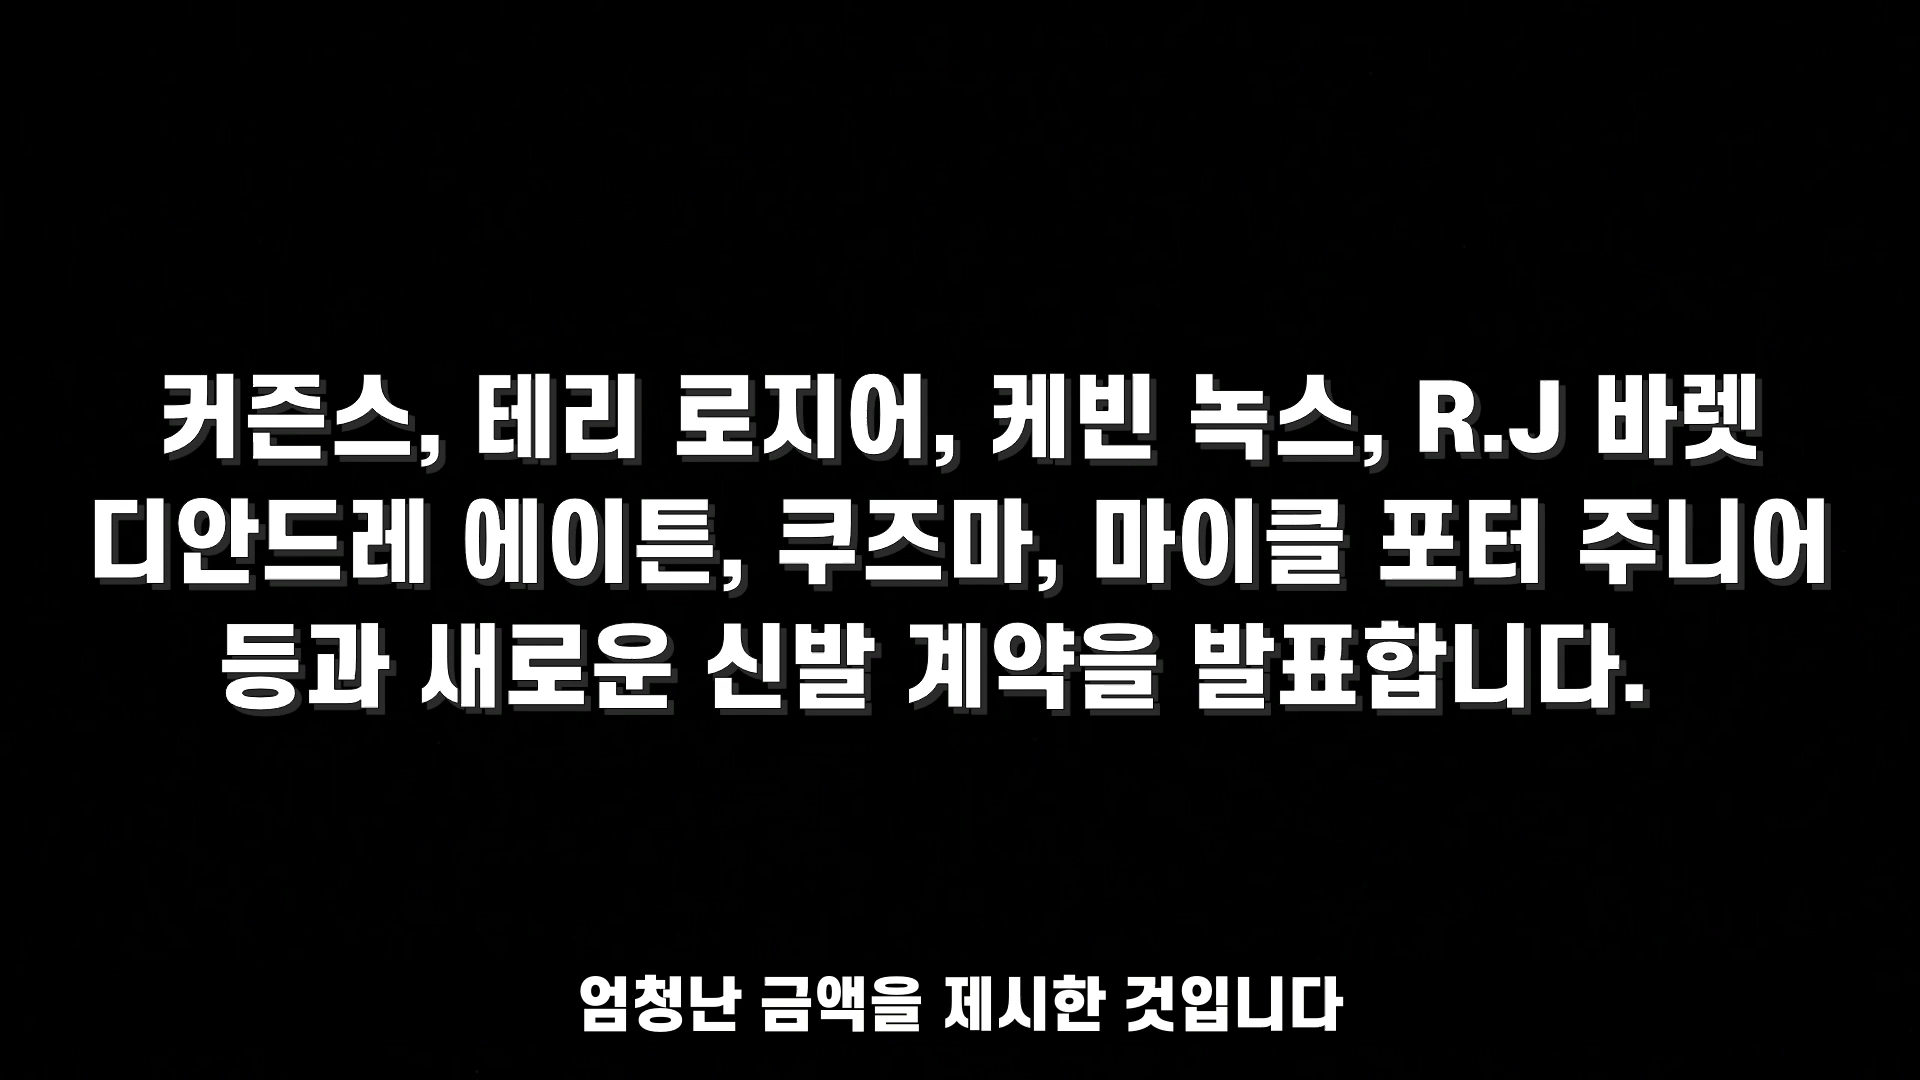 커즌스, 테리 로지어, 케빈 녹스, R.J 바렛
디안드레 에이튼, 쿠즈마, 마이클 포터 주니어
등과 새로운 신발 계약을 발표합니다.
엄청난 금액을 제시한 것입니다